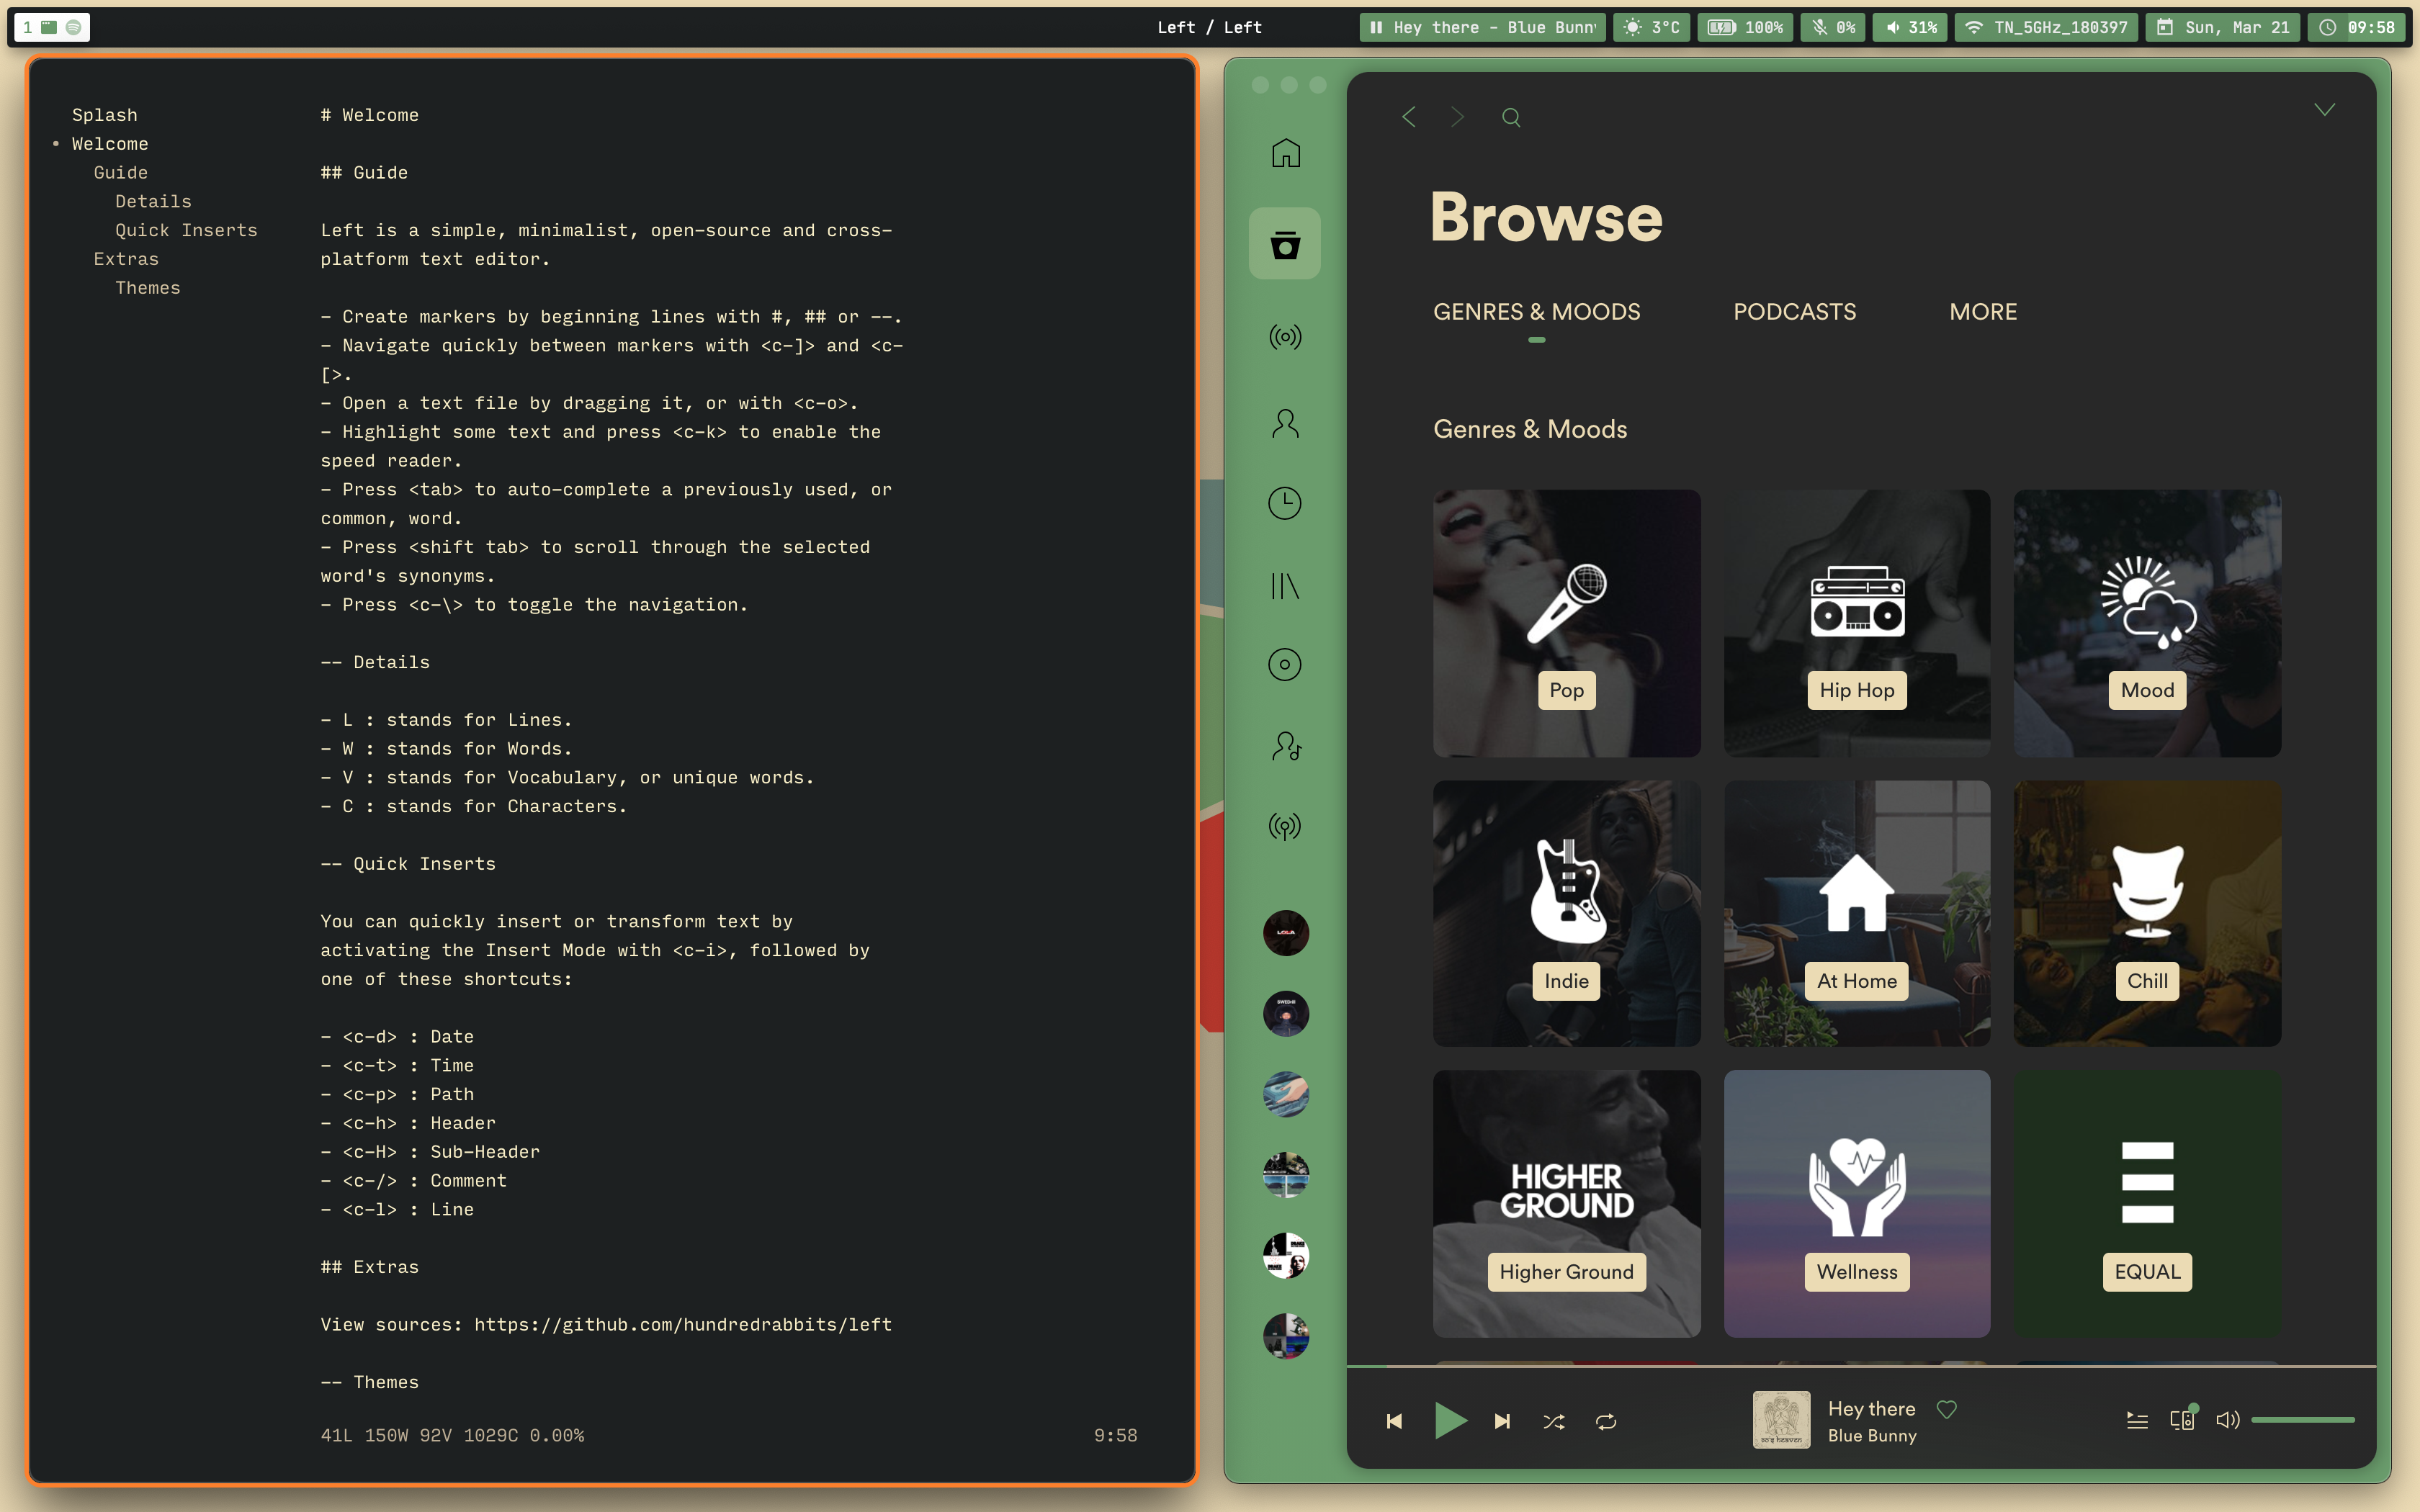 1
Left / Left
Hey there - Blue Bunn
3°C
100%
0%
31%
TN_5GHz_180397
Sun, Mar 21
09:58
Splash
• Welcome
Guide
Details
Quick Inserts
Extras
Themes
# Welcome
## Guide
Left is a simple, minimalist, open-source and cross-
platform text editor.
- Create markers by beginning lines with #, ## or --.
- Navigate quickly between markers with <c-]> and <c-
[>.
- Open a text file by dragging it, or with <c-o>.
- Highlight some text and press <c-k> to enable the
speed reader.
- Press <tab> to auto-complete a previously used, or
common, word.
- Press <shift tab> to scroll through the selected
word's synonyms.
- Press <c-\> to toggle the navigation.
-- Details
- L : stands for Lines.
- W : stands for Words.
- V : stands for Vocabulary, or unique words.
- C : stands for Characters.
-- Quick Inserts
You can quickly insert or transform text by
activating the Insert Mode with <c-i>, followed by
one of these shortcuts:
- <c-d> : Date
- <c-t> : Time
- <c-p> : Path
- <c-h> : Header
- <c-H> : Sub-Header
- <c-/> : Comment
- <c-l> : Line
## Extras
View sources: https://github.com/hundredrabbits/left
-- Themes
41L 150W 92V 1029C 0.00%
9:58
Browse
GENRES & MOODS
PODCASTS
MORE
Genres & Moods
Pop
Hip Hop
Mood
Indie
At Home
Chill
HIGHER
GROUND
Higher Ground
Wellness
EQUAL
LOLA
Hey there
Blue Bunny